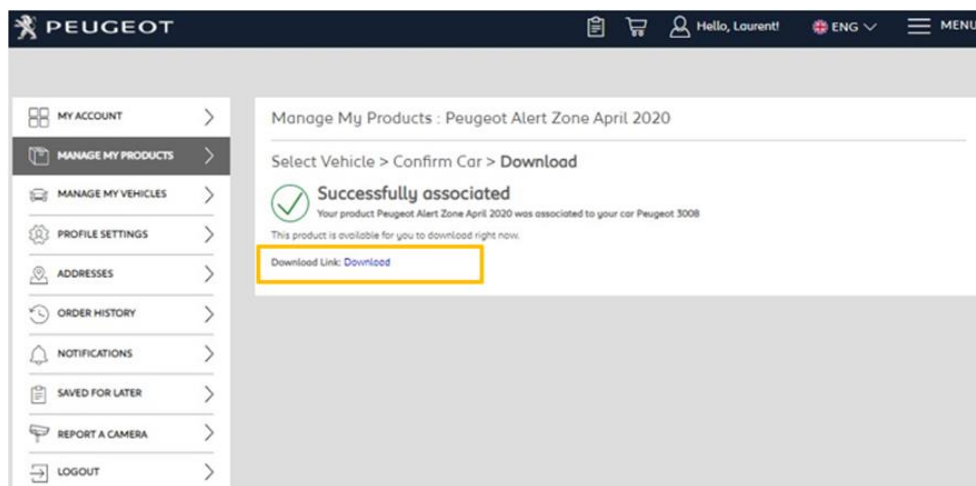 PEUGEOT
Hello, Laurent!
ENG
MENU
MY ACCOUNT
MANAGE MY PRODUCTS
MANAGE MY VEHICLES
PROFILE SETTINGS
ADDRESSES
ORDER HISTORY
NOTIFICATIONS
SAVED FOR LATER
REPORT A CAMERA
LOGOUT
Manage My Products : Peugeot Alert Zone April 2020
Select Vehicle > Confirm Car > Download
Successfully associated
Your product Peugeot Alert Zone April 2020 was associated to your car Peugeot 3008
This product is available for you to download right now.
Download Link: Download